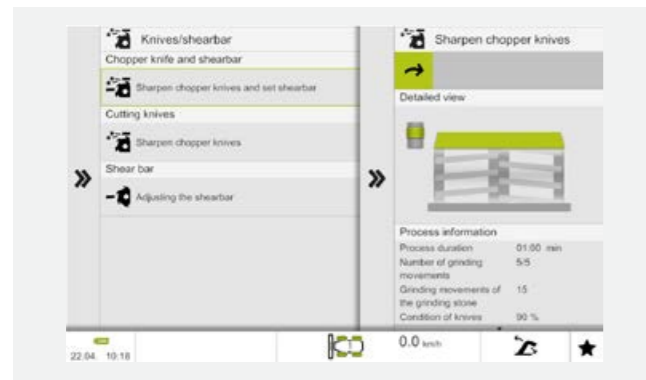 Knives/shearbar
Chopper knife and shearbar
Sharpen chopper knives and set shearbar
Cutting knives
Sharpen chopper knives
Shear bar
Adjusting the shearbar
Sharpen chopper knives
Detailed view
Process information
Process duration 01:00 min
Number of grinding 5/5
movements
Grinding movements of 15
the grinding stone
Condition of knives 90 %
22.04. 10:18
1
0.0 km/h